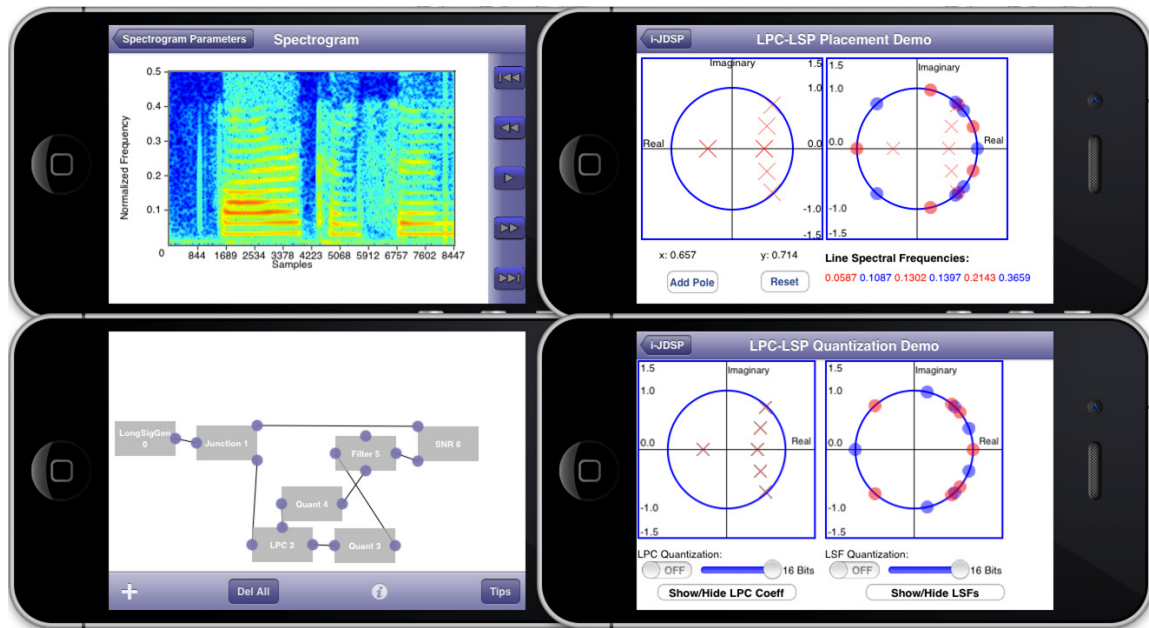 Spectrogram Parameters
Spectrogram
Normalized Frequency
0.5
0.4
0.3
0.2
0.1
0
844 1689 2534 3378 4223 5068 5912 6757 7602 8447
Samples
i-JDSP
LPC-LSP Placement Demo
Imaginary
Real
1.5
1.0
0.0
-1.0
-1.5
Imaginary
1.0
0.0
Real
-1.0
x: 0.657
y: 0.714
Add Pole
Reset
Line Spectral Frequencies:
0.0587 0.1087 0.1302 0.1397 0.2143 0.3659
LongSigGen
0
Junction 1
Filter 5
SNR 6
Quant 4
LPC 2
Quant 3
+
Del All
i
Tips
i-JDSP
LPC-LSP Quantization Demo
1.5
Imaginary
1.0
0.0
Real
-1.0
-1.5
1.5
Imaginary
1.0
0.0
Real
-1.0
-1.5
LPC Quantization:
OFF
16 Bits
Show/Hide LPC Coeff
LSF Quantization:
OFF
16 Bits
Show/Hide LSFs